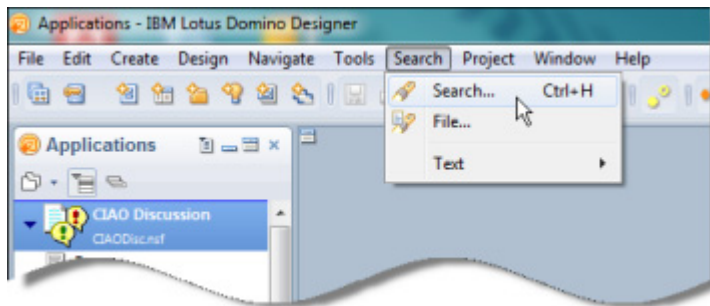 Applications - IBM Lotus Domino Designer
File Edit Create Design Navigate Tools Search Project Window Help
Search... Ctrl+H
File...
Text
Applications
CIAO Discussion
CIAODisc.nsf